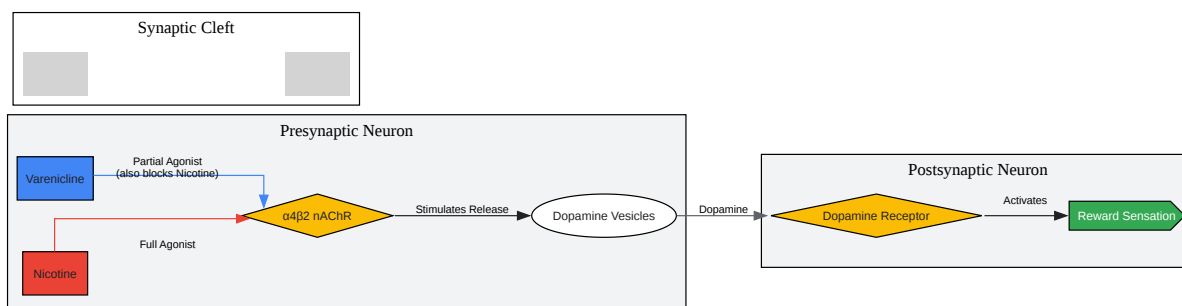 Synaptic Cleft
Presynaptic Neuron
Varenicline
Partial Agonist
(also blocks Nicotine)
α4β2 nAChR
Stimulates Release
Dopamine Vesicles
Full Agonist
Nicotine
Dopamine
Postsynaptic Neuron
Dopamine Receptor
Activates
Reward Sensation